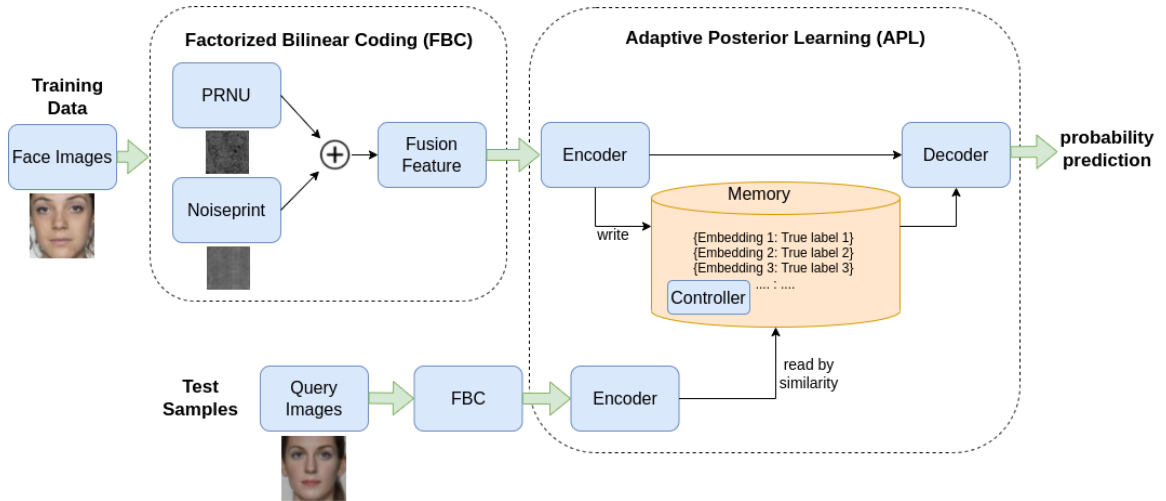 Factorized Bilinear Coding (FBC)
Adaptive Posterior Learning (APL)
Training
Data
Face Images
PRNU
Noiseprint
Fusion
Feature
Encoder
Decoder
probability
prediction
write
Memory
{Embedding 1: True label 1}
{Embedding 2: True label 2}
{Embedding 3: True label 3}
.... : ....
Controller
read by
similarity
Test
Samples
Query
Images
FBC
Encoder